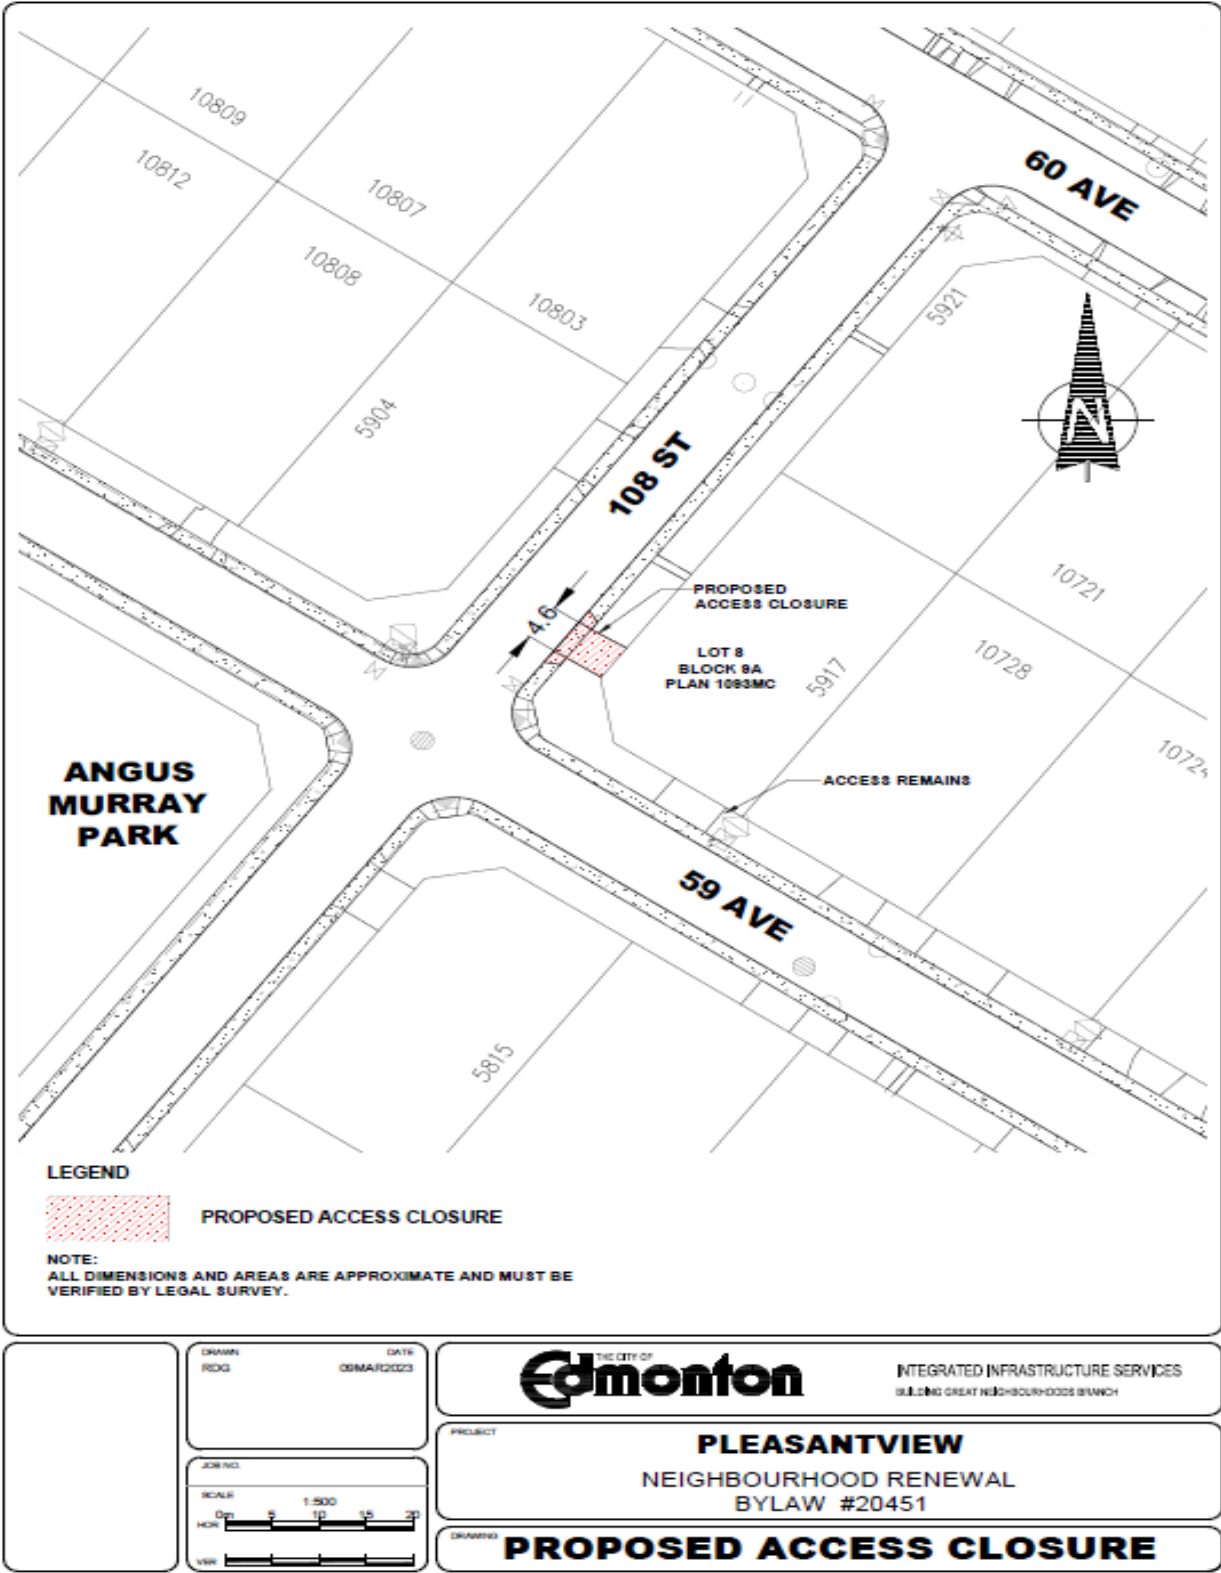 10809
10812
10807
10808
10803
60 AVE
5921
5904
108 ST
N
10721
PROPOSED
ACCESS CLOSURE
4.6
LOT 8
BLOCK 9A
PLAN 1093MC
10728
5917
10724
ANGUS
MURRAY
PARK
ACCESS REMAINS
59 AVE
5815
LEGEND
PROPOSED ACCESS CLOSURE
NOTE:
ALL DIMENSIONS AND AREAS ARE APPROXIMATE AND MUST BE
VERIFIED BY LEGAL SURVEY.
DRAWN DATE
RDG 09MAR2023
JOB NO.
SCALE 1:500
0m 5 10 15 20
HOR
VER
THE CITY OF
Edmonton
INTEGRATED INFRASTRUCTURE SERVICES
BUILDING GREAT NEIGHBOURHOODS BRANCH
PROJECT
PLEASANTVIEW
NEIGHBOURHOOD RENEWAL
BYLAW #20451
DRAWING
PROPOSED ACCESS CLOSURE